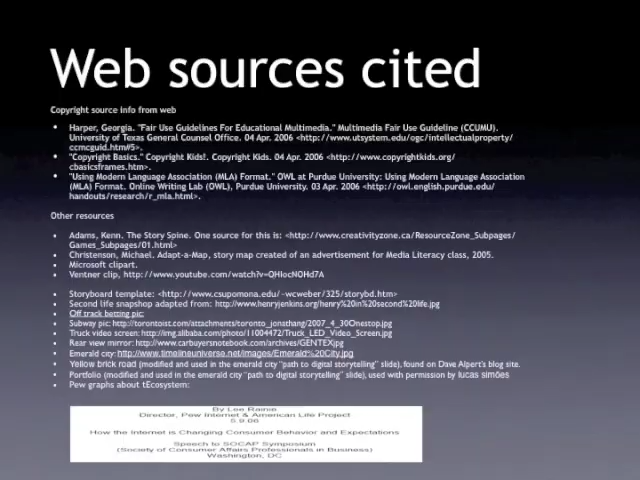 Web sources cited
Copyright source info from web
• Harper, Georgia. "Fair Use Guidelines For Educational Multimedia." Multimedia Fair Use Guideline (CCUMU).
University of Texas General Counsel Office. 04 Apr. 2006 <http://www.utsystem.edu/ogc/intellectualproperty/
ccmcguid.htm#5>.
• "Copyright Basics." Copyright Kids!. Copyright Kids. 04 Apr. 2006 <http://www.copyrightkids.org/
cbasicsframes.htm>.
• "Using Modern Language Association (MLA) Format." OWL at Purdue University: Using Modern Language Association
(MLA) Format. Online Writing Lab (OWL), Purdue University. 03 Apr. 2006 <http://owl.english.purdue.edu/
handouts/research/r_mla.html>.
Other resources
• Adams, Kenn. The Story Spine. One source for this is: <http://www.creativityzone.ca/ResourceZone_Subpages/
Games_Subpages/01.html>
• Christenson, Michael. Adapt-a-Map, story map created of an advertisement for Media Literacy class, 2005.
• Microsoft clipart.
• Ventner clip, http://www.youtube.com/watch?v=QHIocNOHd7A
• Storyboard template: <http://www.csupomona.edu/~wcweber/325/storybd.htm>
• Second life snapshop adapted from: http://www.henryjenkins.org/henry%20in%20second%20life.jpg
• Off track betting pic:
• Subway pic: http://torontoist.com/attachments/toronto_jonathang/2007_4_30Onestop.jpg
• Truck video screen: http://img.alibaba.com/photo/11004472/Truck_LED_Video_Screen.jpg
• Rear view mirror: http://www.carbuyersnotebook.com/archives/GENTEXjpg
• Emerald city: http://www.timelineuniverse.net/images/Emerald%20City.jpg
• Yellow brick road (modified and used in the emerald city "path to digital storytelling" slide), found on Dave Alpert's blog site.
• Portfolio (modified and used in the emerald city "path to digital storytelling" slide), used with permission by lucas simões
• Pew graphs about tEcosystem:
By Lee Rainie
Director, Pew Internet & American Life Project
5.9.06
How the Internet is Changing Consumer Behavior and Expectations
Speech to SOCAP Symposium
(Society of Consumer Affairs Professionals in Business)
Washington, DC